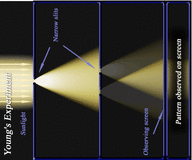 Young's Experiment
Sunlight
Narrow slits
Observing screen
Pattern observed on screen